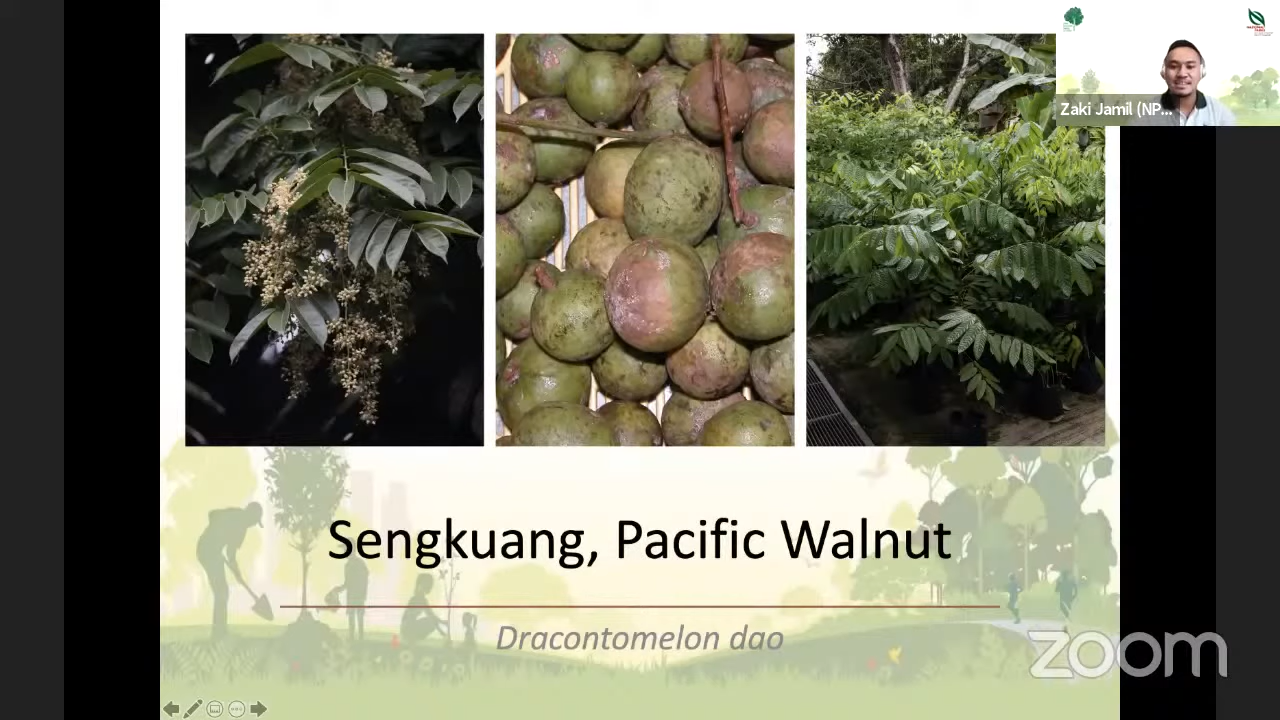 Zaki Jamil (NP...
Sengkuang, Pacific Walnut
Dracontomelon dao
zoom